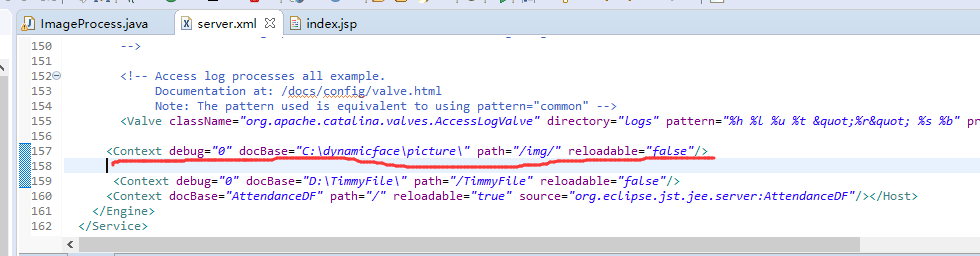 ImageProcess.java server.xml index.jsp
150 -->
151
152 <!-- Access log processes all example.
153 Documentation at: /docs/config/valve.html
154 Note: The pattern used is equivalent to using pattern="common" -->
155 <Valve className="org.apache.catalina.valves.AccessLogValve" directory="logs" pattern="%h %l %u %t &quot;%r&quot; %s %b" pr
156
157 <Context debug="0" docBase="C:\dynamicface\picture\" path="/img/" reloadable="false"/>
158
159 <Context debug="0" docBase="D:\TimmyFile\" path="/TimmyFile" reloadable="false"/>
160 <Context docBase="AttendanceDF" path="/" reloadable="true" source="org.eclipse.jst.jee.server:AttendanceDF"/></Host>
161 </Engine>
162 </Service>